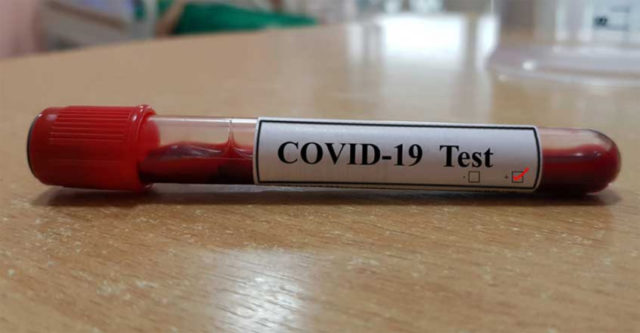 COVID-19 Test
- ☐ + ☑